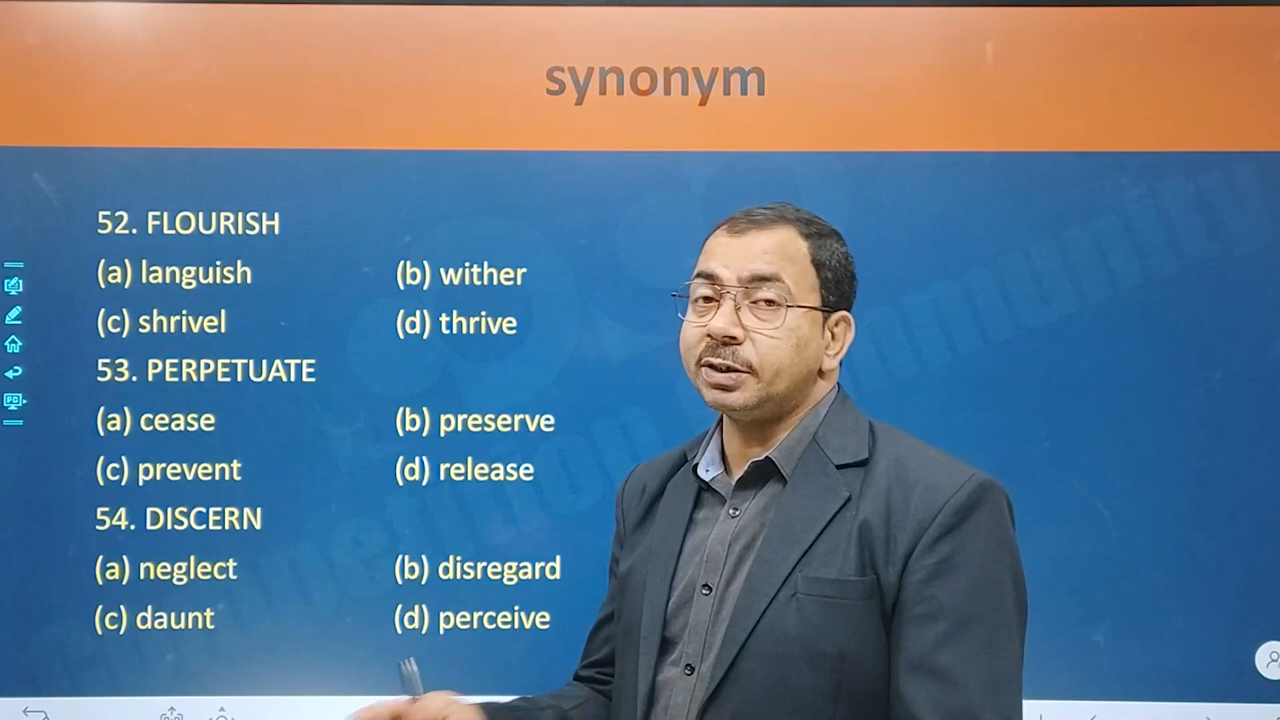 synonym
52. FLOURISH
(a) languish (b) wither
(c) shrivel (d) thrive
53. PERPETUATE
(a) cease (b) preserve
(c) prevent (d) release
54. DISCERN
(a) neglect (b) disregard
(c) daunt (d) perceive